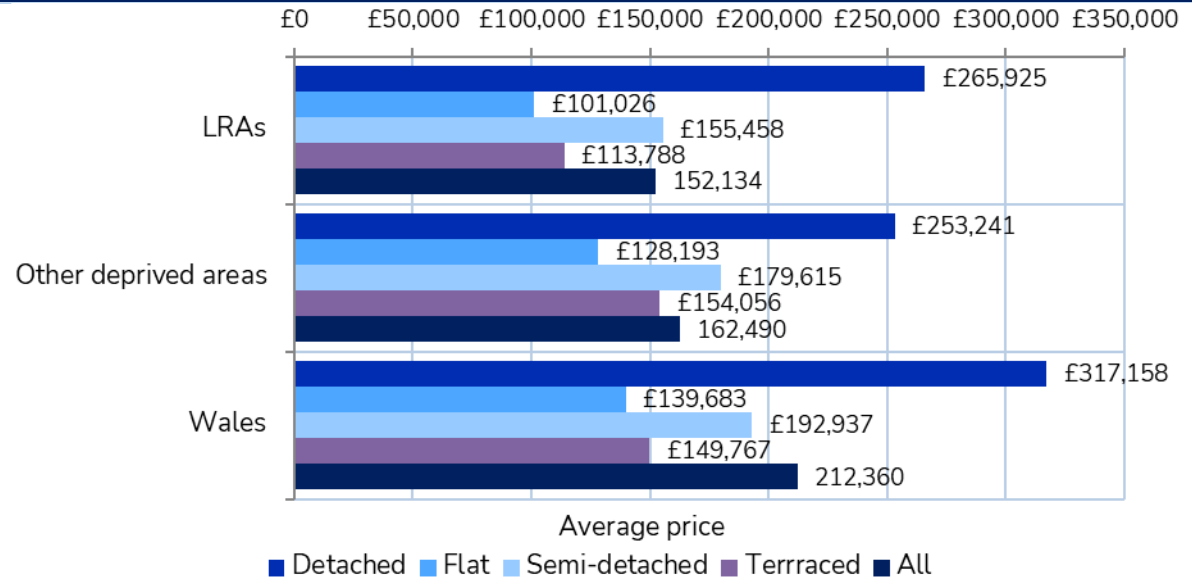 £0 £50,000 £100,000 £150,000 £200,000 £250,000 £300,000 £350,000
£265,925
£101,026
LRAs
£155,458
£113,788
152,134
£253,241
£128,193
Other deprived areas
£179,615
£154,056
162,490
£317,158
£139,683
Wales
£192,937
£149,767
212,360
Average price
Detached Flat Semi-detached Terrraced All